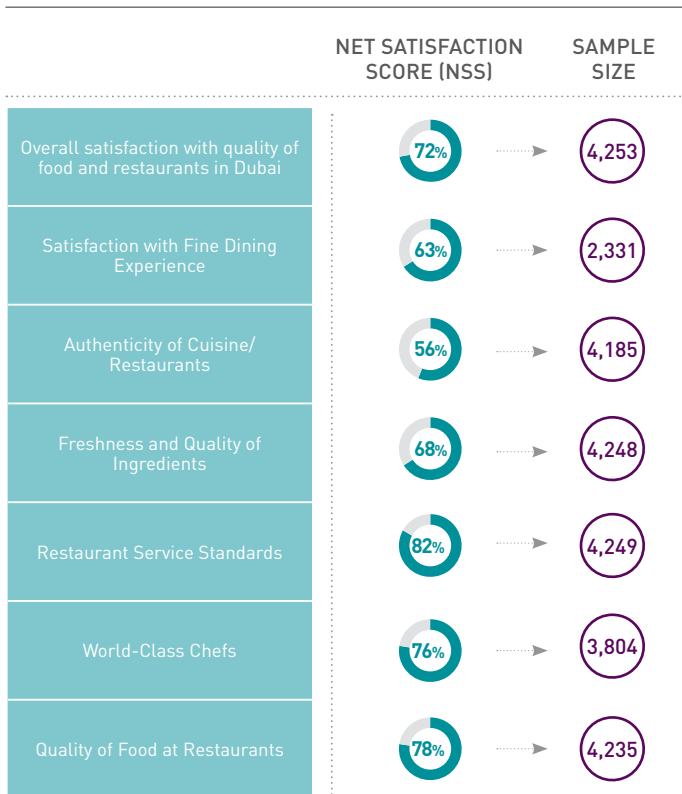 NET SATISFACTION
SCORE (NSS)
SAMPLE
SIZE
Overall satisfaction with quality of
food and restaurants in Dubai
72%
4,253
Satisfaction with Fine Dining
Experience
63%
2,331
Authenticity of Cuisine/
Restaurants
56%
4,185
Freshness and Quality of
Ingredients
68%
4,248
Restaurant Service Standards
82%
4,249
World-Class Chefs
76%
3,804
Quality of Food at Restaurants
78%
4,235